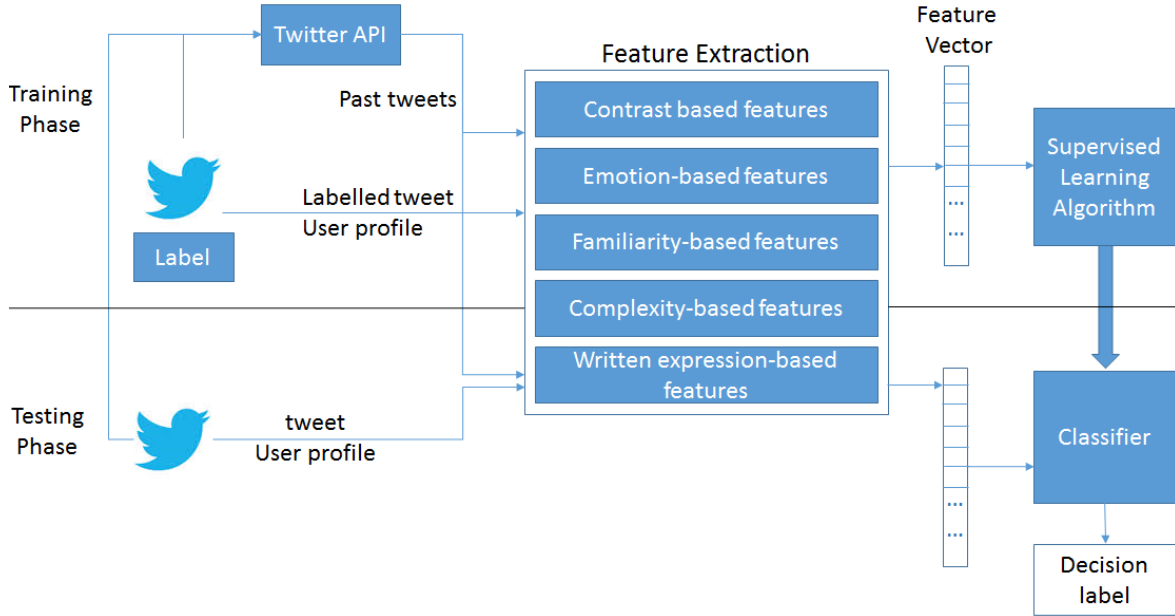 Twitter API
Feature
Vector
Feature Extraction
Training
Phase
Past tweets
Contrast based features
Supervised
Learning
Algorithm
Emotion-based features
Labelled tweet
User profile
...
...
Familiarity-based features
Label
Complexity-based features
Written expression-based
features
Testing
Phase
tweet
User profile
Classifier
...
...
Decision
label